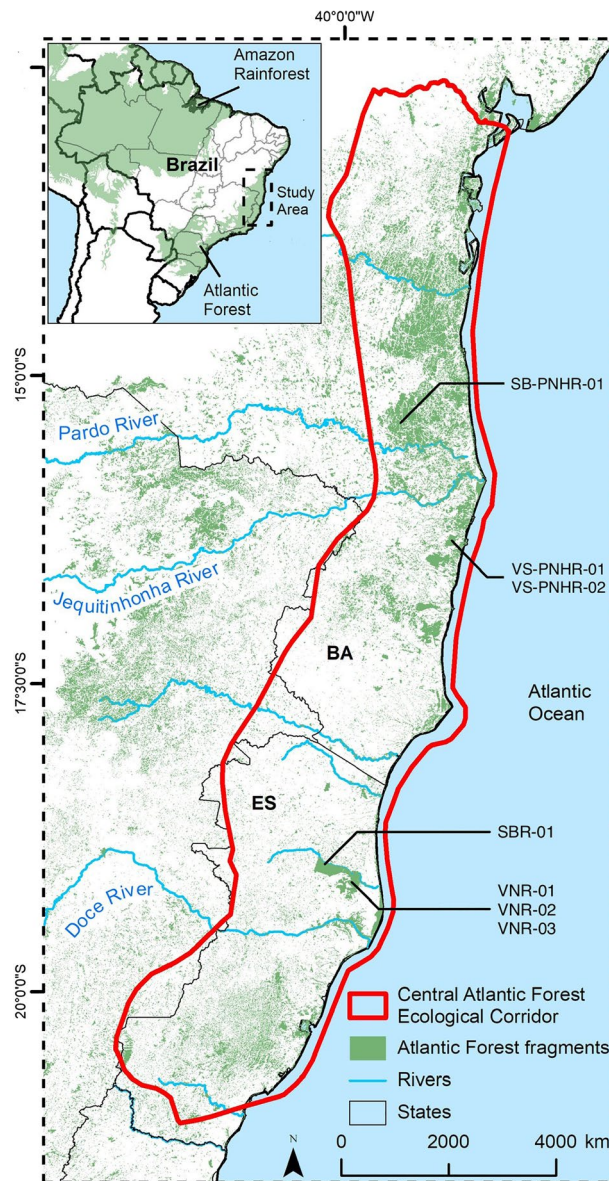 40°0'0"W
Amazon
Rainforest
Brazil
Study
Area
Atlantic
Forest
15°0'0"S
SB-PNHR-01
Pardo River
Jequitinhonha River
VS-PNHR-01
VS-PNHR-02
BA
17°30'0"S
Atlantic
Ocean
ES
SBR-01
VNR-01
VNR-02
VNR-03
Doce River
20°0'0"S
Central Atlantic Forest
Ecological Corridor
Atlantic Forest fragments
Rivers
States
N
0 2000 4000 km